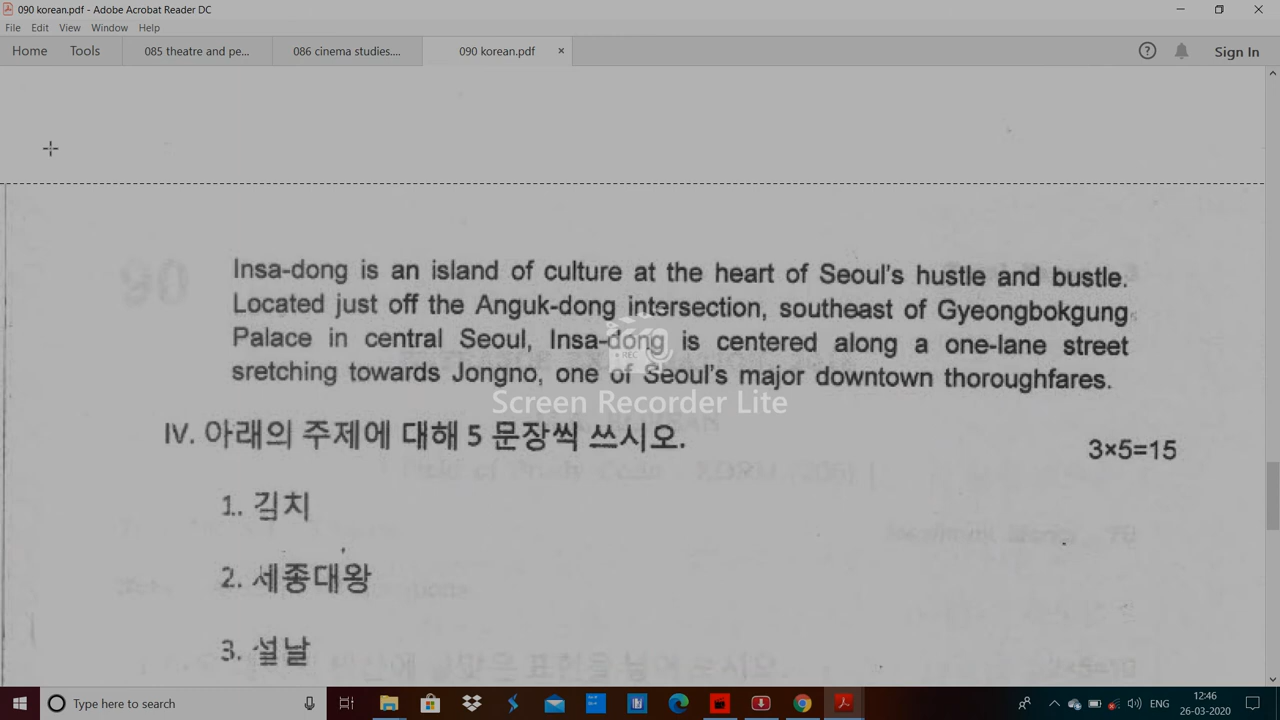 090 korean.pdf - Adobe Acrobat Reader DC
File Edit View Window Help
Home Tools 085 theatre and pe... 086 cinema studies.... 090 korean.pdf × ? Sign In
90
Insa-dong is an island of culture at the heart of Seoul's hustle and bustle.
Located just off the Anguk-dong intersection, southeast of Gyeongbokgung
Palace in central Seoul, Insa-dong is centered along a one-lane street
sretching towards Jongno, one of Seoul's major downtown thoroughfares.
REC
Screen Recorder Lite
IV. 아래의 주제에 대해 5 문장씩 쓰시오.
3×5=15
1.. 김치
2. 세종대왕
3. 설날
Type here to search
ENG
12:46
26-03-2020